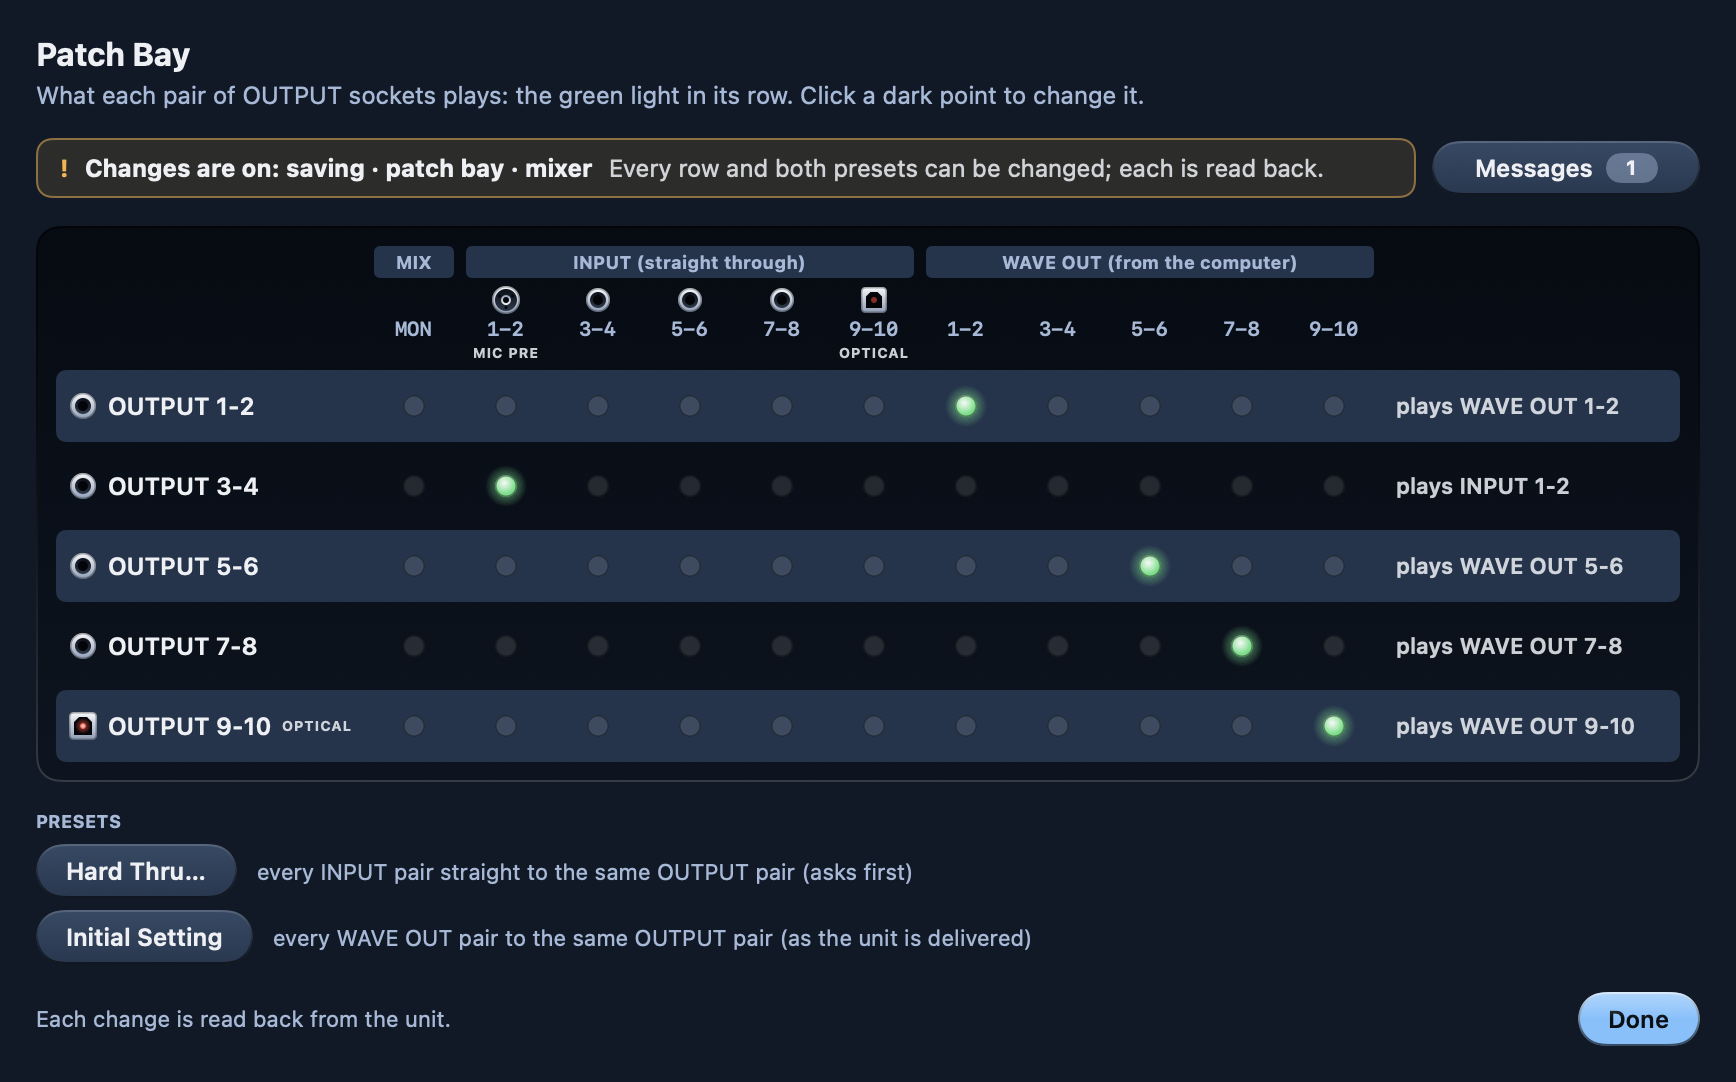 Patch Bay
What each pair of OUTPUT sockets plays: the green light in its row. Click a dark point to change it.
! Changes are on: saving · patch bay · mixer Every row and both presets can be changed; each is read back.
Messages 1
MIX INPUT (straight through) WAVE OUT (from the computer)
MON 1–2 3–4 5–6 7–8 9–10 1–2 3–4 5–6 7–8 9–10
MIC PRE OPTICAL
OUTPUT 1-2 plays WAVE OUT 1-2
OUTPUT 3-4 plays INPUT 1-2
OUTPUT 5-6 plays WAVE OUT 5-6
OUTPUT 7-8 plays WAVE OUT 7-8
OUTPUT 9-10 OPTICAL plays WAVE OUT 9-10
PRESETS
Hard Thru... every INPUT pair straight to the same OUTPUT pair (asks first)
Initial Setting every WAVE OUT pair to the same OUTPUT pair (as the unit is delivered)
Each change is read back from the unit.
Done